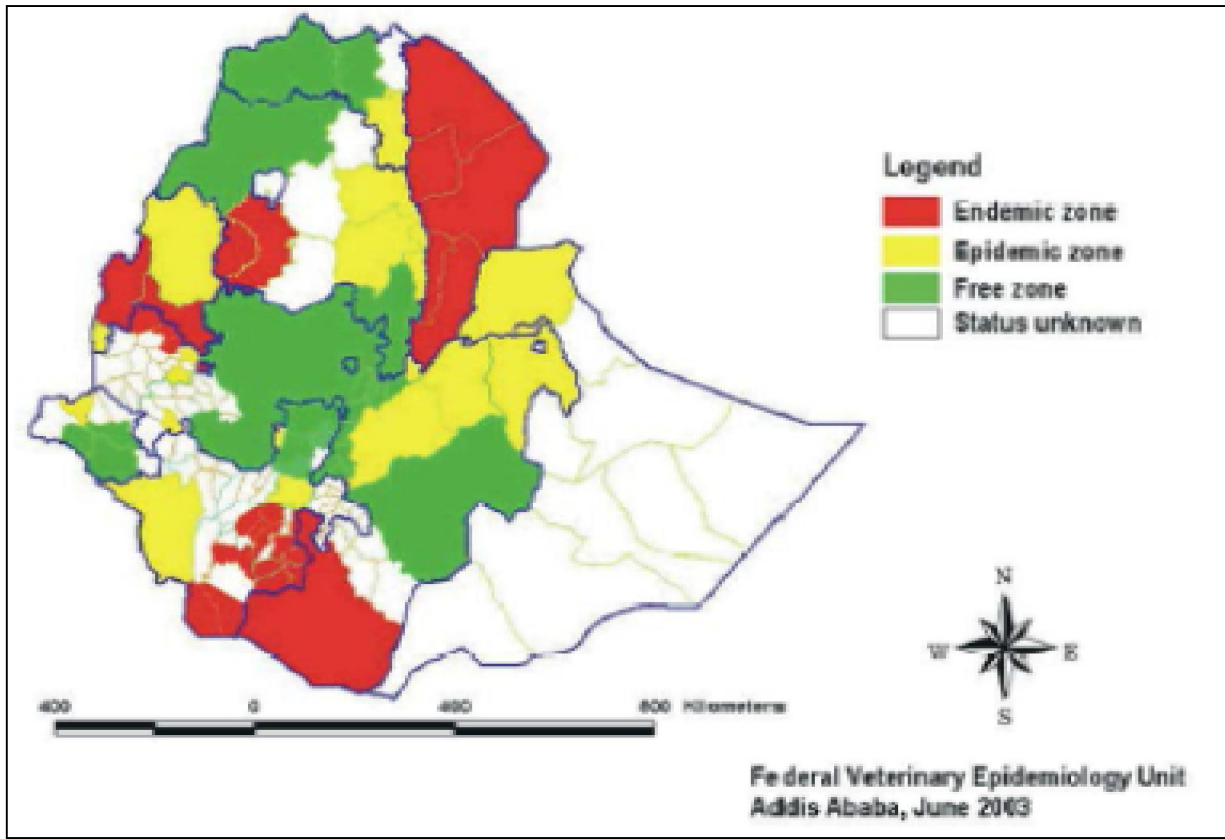 Legend
Endemic zone
Epidemic zone
Free zone
Status unknown
N
W E
S
400 0 400 800 Kilometers
Federal Veterinary Epidemiology Unit
Addis Ababa, June 2003